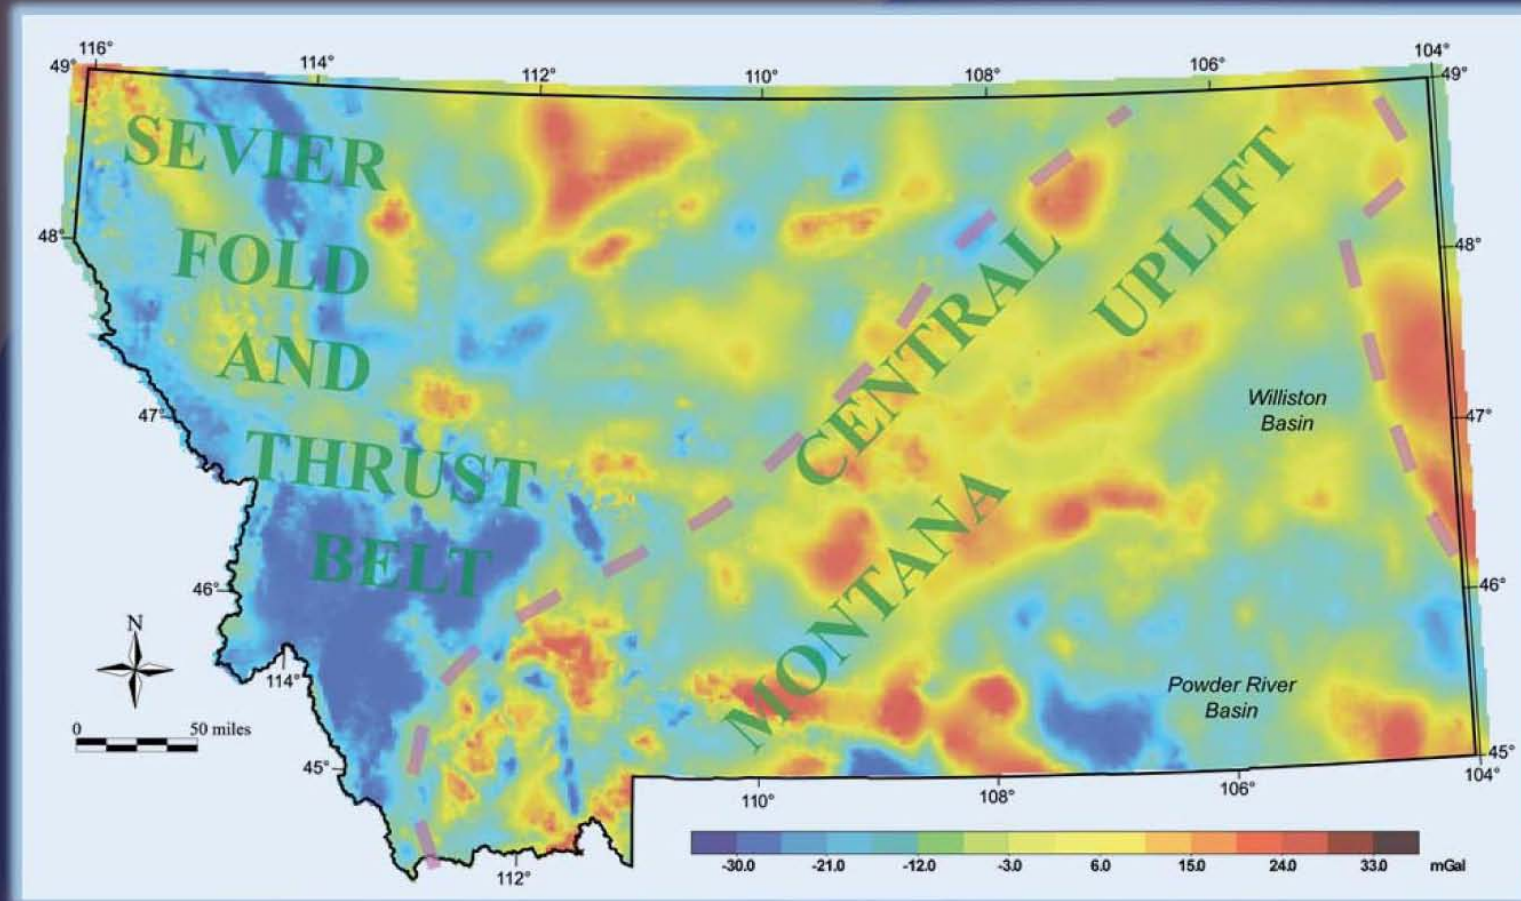 116°
114°
112°
110°
108°
106°
104°
49°
49°
SEVIER
FOLD
AND
THRUST
BELT
CENTRAL
MONTANA
UPLIFT
48°
48°
47°
47°
46°
46°
Williston
Basin
Powder River
Basin
N
0 50 miles
114°
45°
45°
104°
110°
108°
106°
112°
-30.0 -21.0 -12.0 -3.0 6.0 15.0 24.0 33.0 mGal